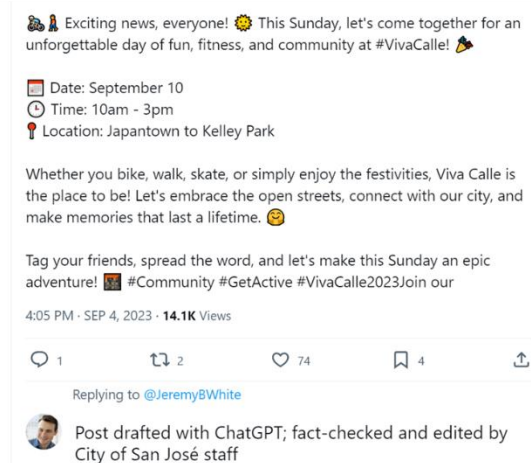 🚴🚶 Exciting news, everyone! 🌞 This Sunday, let's come together for an
unforgettable day of fun, fitness, and community at #VivaCalle! 🎉
📅 Date: September 10
🕒 Time: 10am - 3pm
📍 Location: Japantown to Kelley Park
Whether you bike, walk, skate, or simply enjoy the festivities, Viva Calle is
the place to be! Let's embrace the open streets, connect with our city, and
make memories that last a lifetime. 🤗
Tag your friends, spread the word, and let's make this Sunday an epic
adventure! 🌇 #Community #GetActive #VivaCalle2023Join our
4:05 PM · SEP 4, 2023 · 14.1K Views
1 2 74 4
Replying to @JeremyBWhite
Post drafted with ChatGPT; fact-checked and edited by
City of San José staff